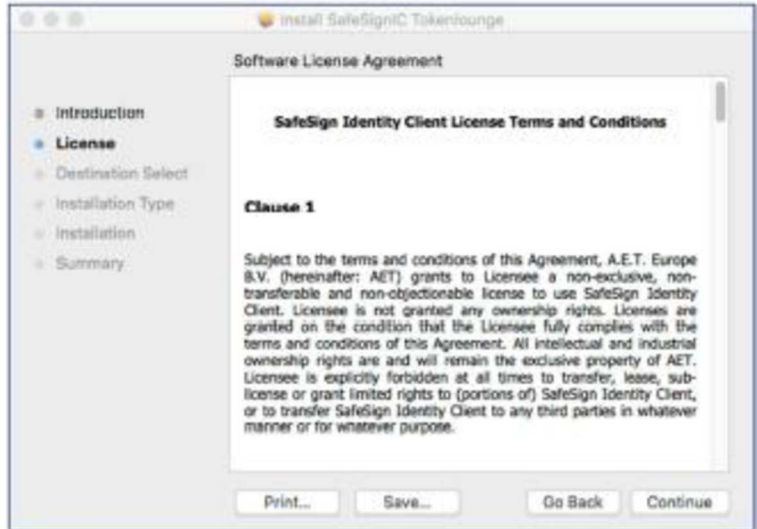 Install SafeSignIC Tokenlounge
Software License Agreement
Introduction
License
Destination Select
Installation Type
Installation
Summary
SafeSign Identity Client License Terms and Conditions
Clause 1
Subject to the terms and conditions of this Agreement, A.E.T. Europe
B.V. (hereinafter: AET) grants to Licensee a non-exclusive, non-
transferable and non-objectionable license to use SafeSign Identity
Client. Licensee is not granted any ownership rights. Licenses are
granted on the condition that the Licensee fully complies with the
terms and conditions of this Agreement. All intellectual and industrial
ownership rights are and will remain the exclusive property of AET.
Licensee is explicitly forbidden at all times to transfer, lease, sub-
license or grant limited rights to (portions of) SafeSign Identity Client,
or to transfer SafeSign Identity Client to any third parties in whatever
manner or for whatever purpose.
Print... Save... Go Back Continue